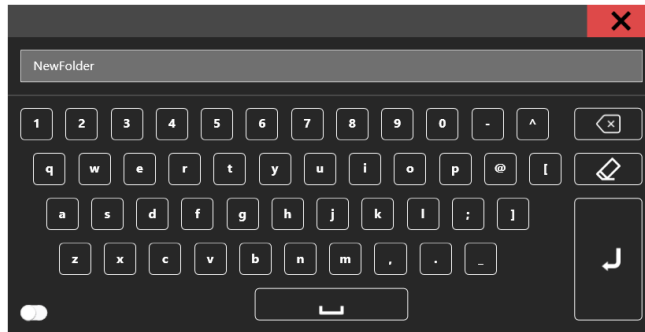 NewFolder
1 2 3 4 5 6 7 8 9 0 - ^
q w e r t y u i o p @ [
a s d f g h j k l ; ]
z x c v b n m , . _